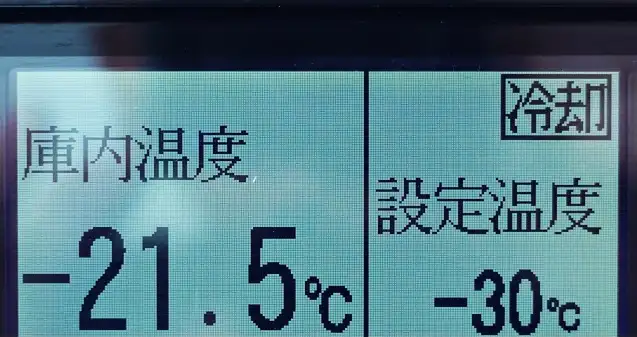 庫内温度
-21.5℃
冷却
設定温度
-30℃